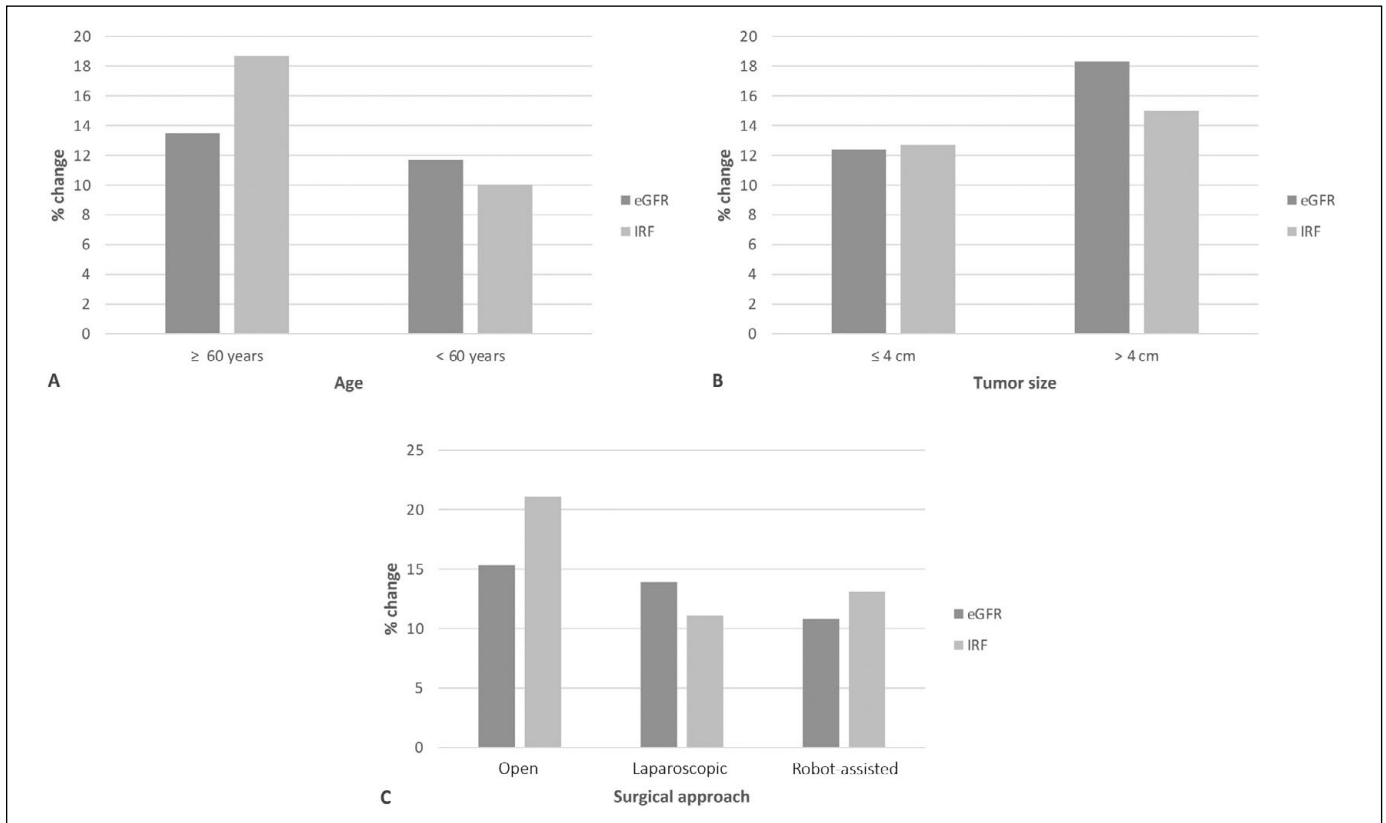 20
18
16
14
12
10
8
6
4
2
0
% change
≥ 60 years
< 60 years
Age
eGFR
IRF
A
20
18
16
14
12
10
8
6
4
2
0
% change
≤ 4 cm
> 4 cm
Tumor size
eGFR
IRF
B
25
20
15
10
5
0
% change
Open
Laparoscopic
Robot-assisted
Surgical approach
eGFR
IRF
C